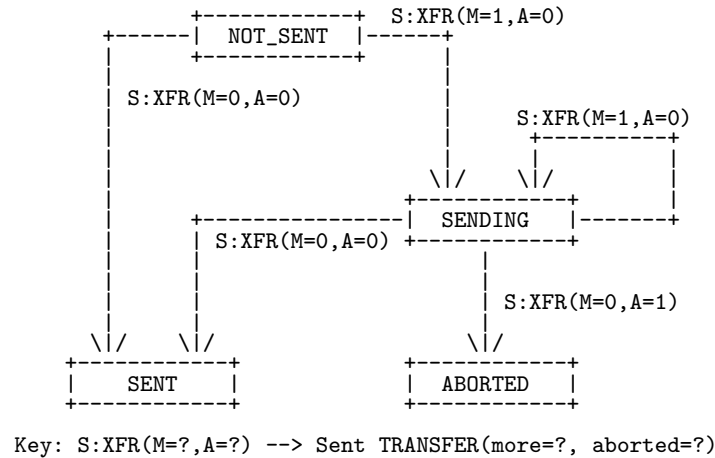 S:XFR(M=1,A=0)
NOT_SENT
S:XFR(M=0,A=0)
S:XFR(M=1,A=0)
SENDING
S:XFR(M=0,A=0)
S:XFR(M=0,A=1)
SENT
ABORTED
Key: S:XFR(M=?,A=?) --> Sent TRANSFER(more=?, aborted=?)